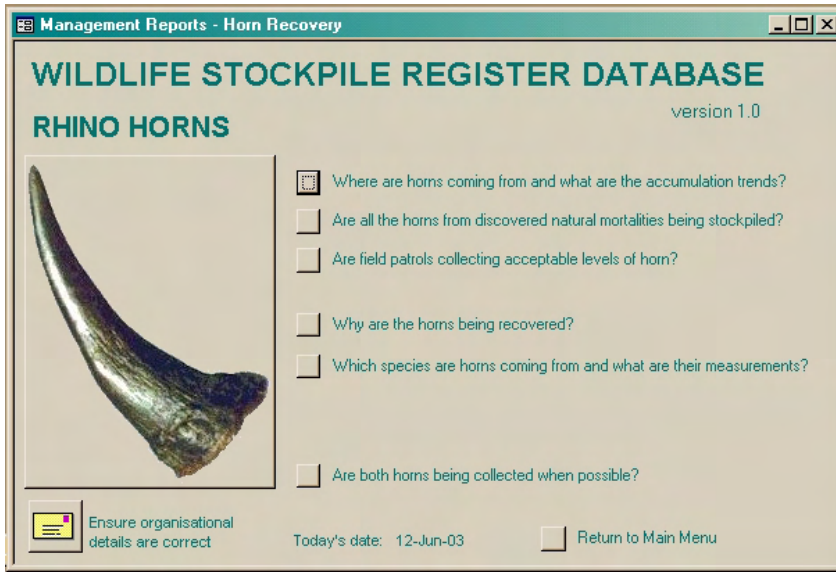 Management Reports - Horn Recovery
WILDLIFE STOCKPILE REGISTER DATABASE
version 1.0
RHINO HORNS
Where are horns coming from and what are the accumulation trends?
Are all the horns from discovered natural mortalities being stockpiled?
Are field patrols collecting acceptable levels of horn?
Why are the horns being recovered?
Which species are horns coming from and what are their measurements?
Are both horns being collected when possible?
Ensure organisational
details are correct
Today's date: 12-Jun-03
Return to Main Menu